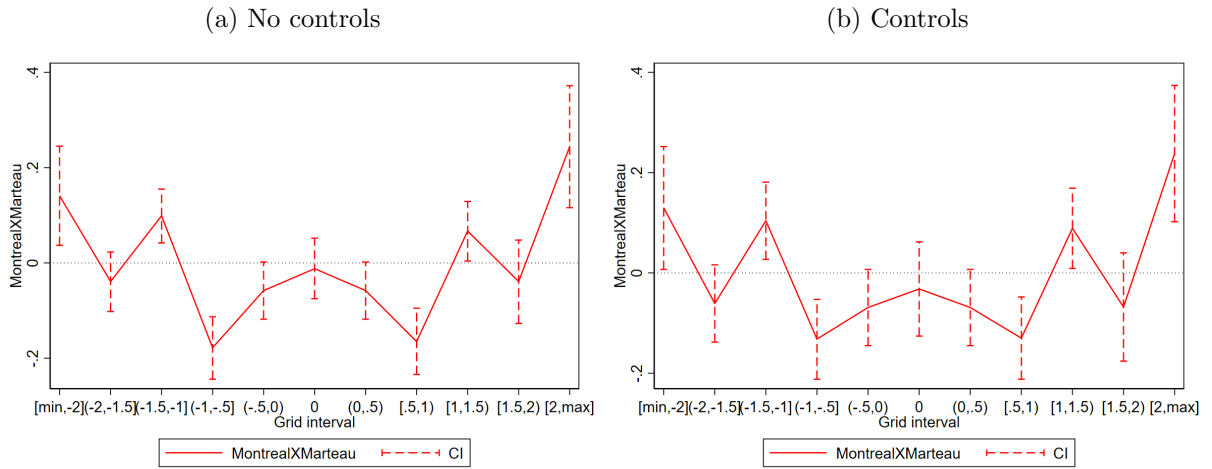 (a) No controls
MontrealXMarteau
.4
.2
0
-.2
[min,-2]
(-2,-1.5]
(-1.5,-1]
(-1,-.5]
(-.5,0)
0
(0,.5)
[.5,1)
[1,1.5)
[1.5,2)
[2,max]
Grid interval
MontrealXMarteau
CI
(b) Controls
MontrealXMarteau
.4
.2
0
-.2
[min,-2]
(-2,-1.5]
(-1.5,-1]
(-1,-.5]
(-.5,0)
0
(0,.5)
[.5,1)
[1,1.5)
[1.5,2)
[2,max]
Grid interval
MontrealXMarteau
CI